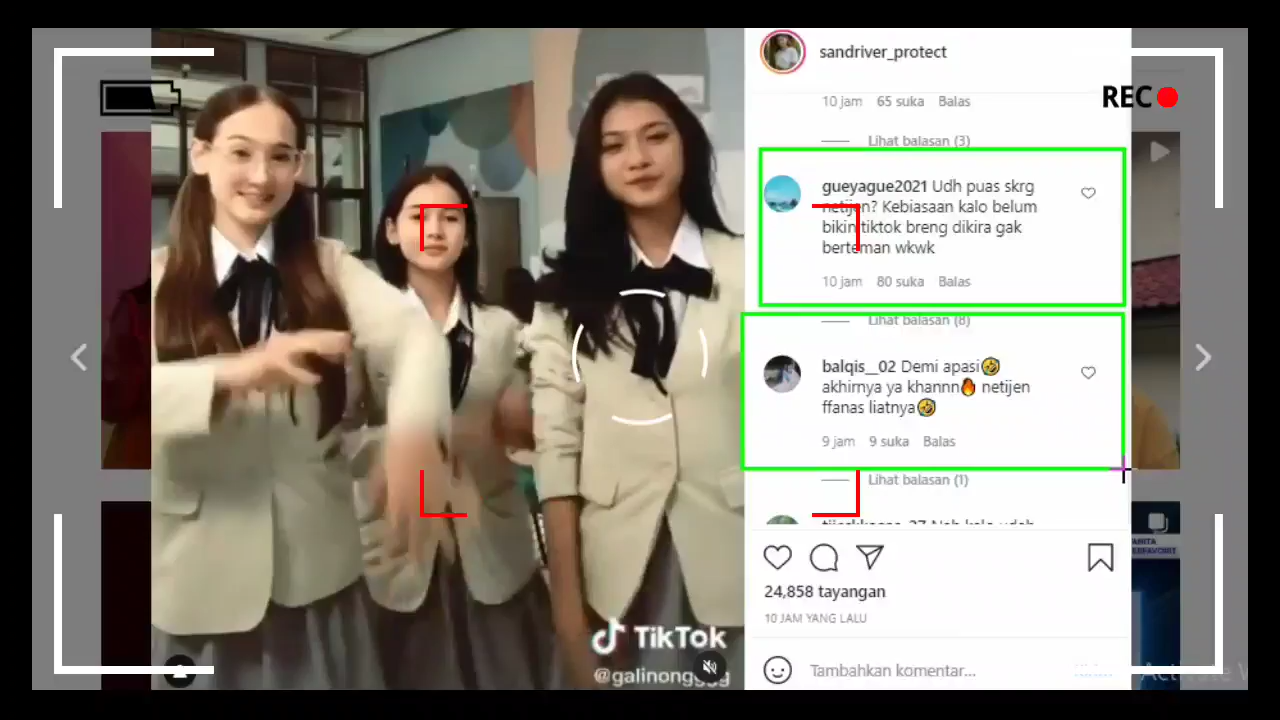 sandriver_protect
REC
10 jam 65 suka Balas
Lihat balasan (3)
gueyague2021 Udh puas skrg
netijen? Kebiasaan kalo belum
bikin tiktok breng dikira gak
berteman wkwk
10 jam 80 suka Balas
Lihat balasan (8)
balqis__02 Demi apasi🤣
akhirnya ya khannn🔥 netijen
ffanas liatnya🤣
9 jam 9 suka Balas
Lihat balasan (1)
24,858 tayangan
10 JAM YANG LALU
TikTok
Tambahkan komentar...